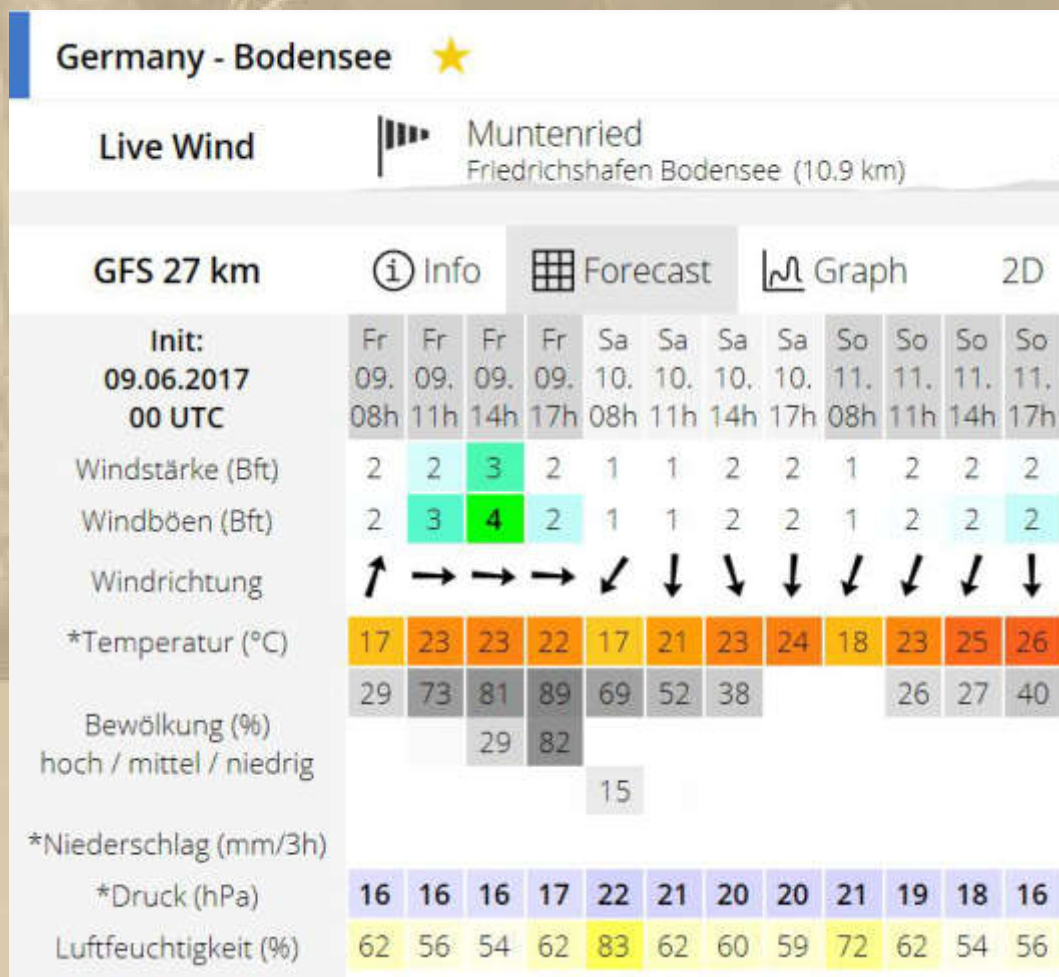 Germany - Bodensee
Live Wind
Muntenried
Friedrichshafen Bodensee (10.9 km)
GFS 27 km
Info
Forecast
Graph
2D
Init: Fr Fr Fr Fr Sa Sa Sa Sa So So So So
09.06.2017 09. 09. 09. 09. 10. 10. 10. 10. 11. 11. 11. 11.
00 UTC 08h 11h 14h 17h 08h 11h 14h 17h 08h 11h 14h 17h
Windstärke (Bft) 2 2 3 2 1 1 2 2 1 2 2 2
Windböen (Bft) 2 3 4 2 1 1 2 2 1 2 2 2
Windrichtung
*Temperatur (°C) 17 23 23 22 17 21 23 24 18 23 25 26
29 73 81 89 69 52 38 26 27 40
Bewölkung (%)
29 82
hoch / mittel / niedrig
15
*Niederschlag (mm/3h)
*Druck (hPa) 16 16 16 17 22 21 20 20 21 19 18 16
Luftfeuchtigkeit (%) 62 56 54 62 83 62 60 59 72 62 54 56